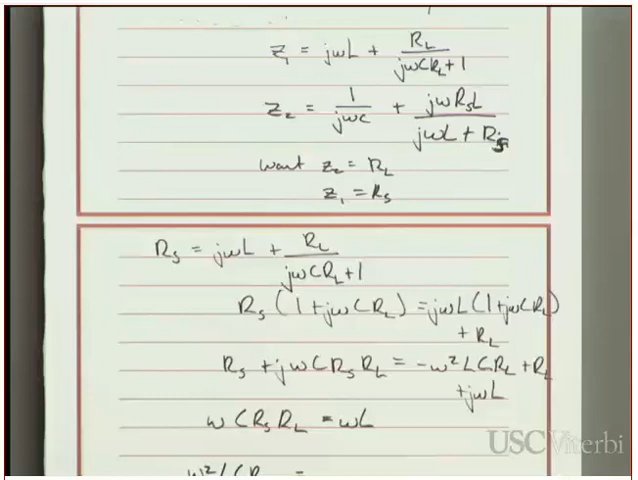 Z₁ = jωL + R_L / (jωCR_L + 1)
Z₂ = 1 / (jωC) + jωR_sL / (jωL + R_s)
want Z₂ = R_L
Z₁ = R_s
R_s = jωL + R_L / (jωCR_L + 1)
R_s (1 + jωCR_L) = jωL (1 + jωCR_L)
+ R_L
R_s + jωCR_sR_L = -ω²LCR_L + R_L
+ jωL
ωCR_sR_L = ωL
USC Viterbi
ω²LCR_L =